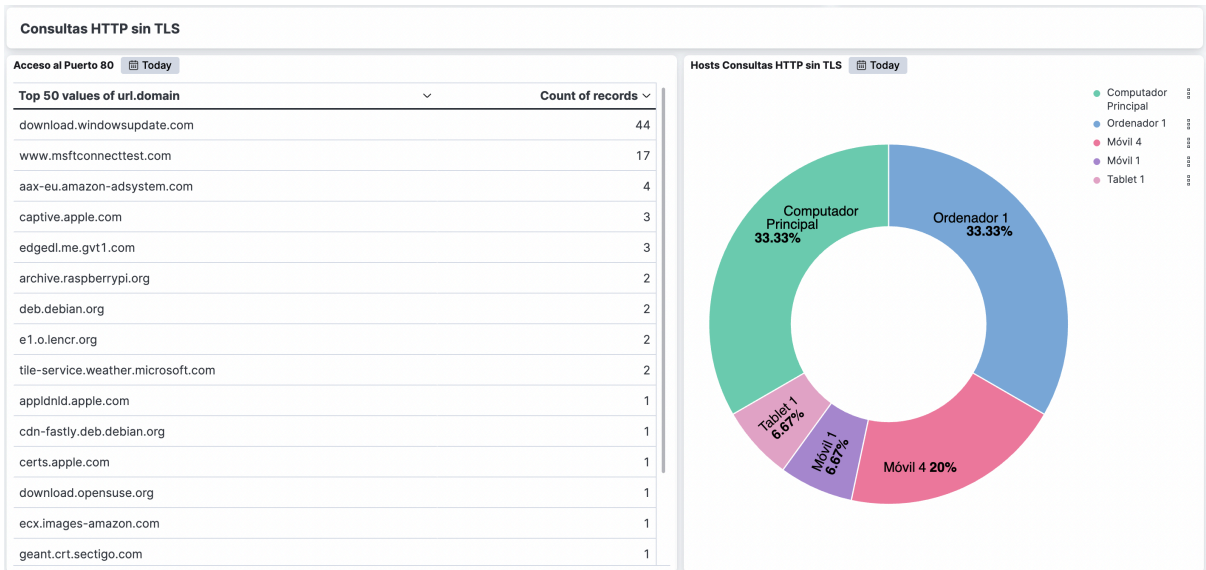 Consultas HTTP sin TLS
Acceso al Puerto 80 Today
Top 50 values of url.domain Count of records
download.windowsupdate.com 44
www.msftconnecttest.com 17
aax-eu.amazon-adsystem.com 4
captive.apple.com 3
edgedl.me.gvt1.com 3
archive.raspberrypi.org 2
deb.debian.org 2
e1.o.lencr.org 2
tile-service.weather.microsoft.com 2
appldnld.apple.com 1
cdn-fastly.deb.debian.org 1
certs.apple.com 1
download.opensuse.org 1
ecx.images-amazon.com 1
geant.crt.sectigo.com 1
Hosts Consultas HTTP sin TLS Today
Computador
Principal
Ordenador 1
Móvil 4
Móvil 1
Tablet 1
Computador
Principal
33.33%
Ordenador 1
33.33%
Tablet 1
6.67%
Móvil 1
6.67%
Móvil 4 20%